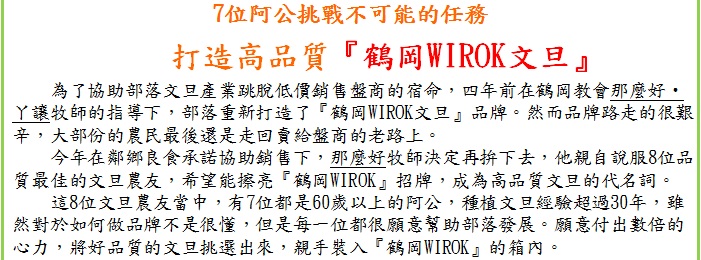 7位阿公挑戰不可能的任務
打造高品質『鶴岡WIROK文旦』
為了協助部落文旦產業跳脫低價銷售盤商的宿命，四年前在鶴岡教會那麼好·
ㄚ讓牧師的指導下，部落重新打造了『鶴岡WIROK文旦』品牌。然而品牌路走的很艱
辛，大部份的農民最後還是走回賣給盤商的老路上。
今年在鄰鄉良食承諾協助銷售下，那麼好牧師決定再拚下去，他親自說服8位品
質最佳的文旦農友，希望能擦亮『鶴岡WIROK』招牌，成為高品質文旦的代名詞。
這8位文旦農友當中，有7位都是60歲以上的阿公，種植文旦經驗超過30年，雖
然對於如何做品牌不是很懂，但是每一位都很願意幫助部落發展。願意付出數倍的
心力，將好品質的文旦挑選出來，親手裝入『鶴岡WIROK』的箱內。